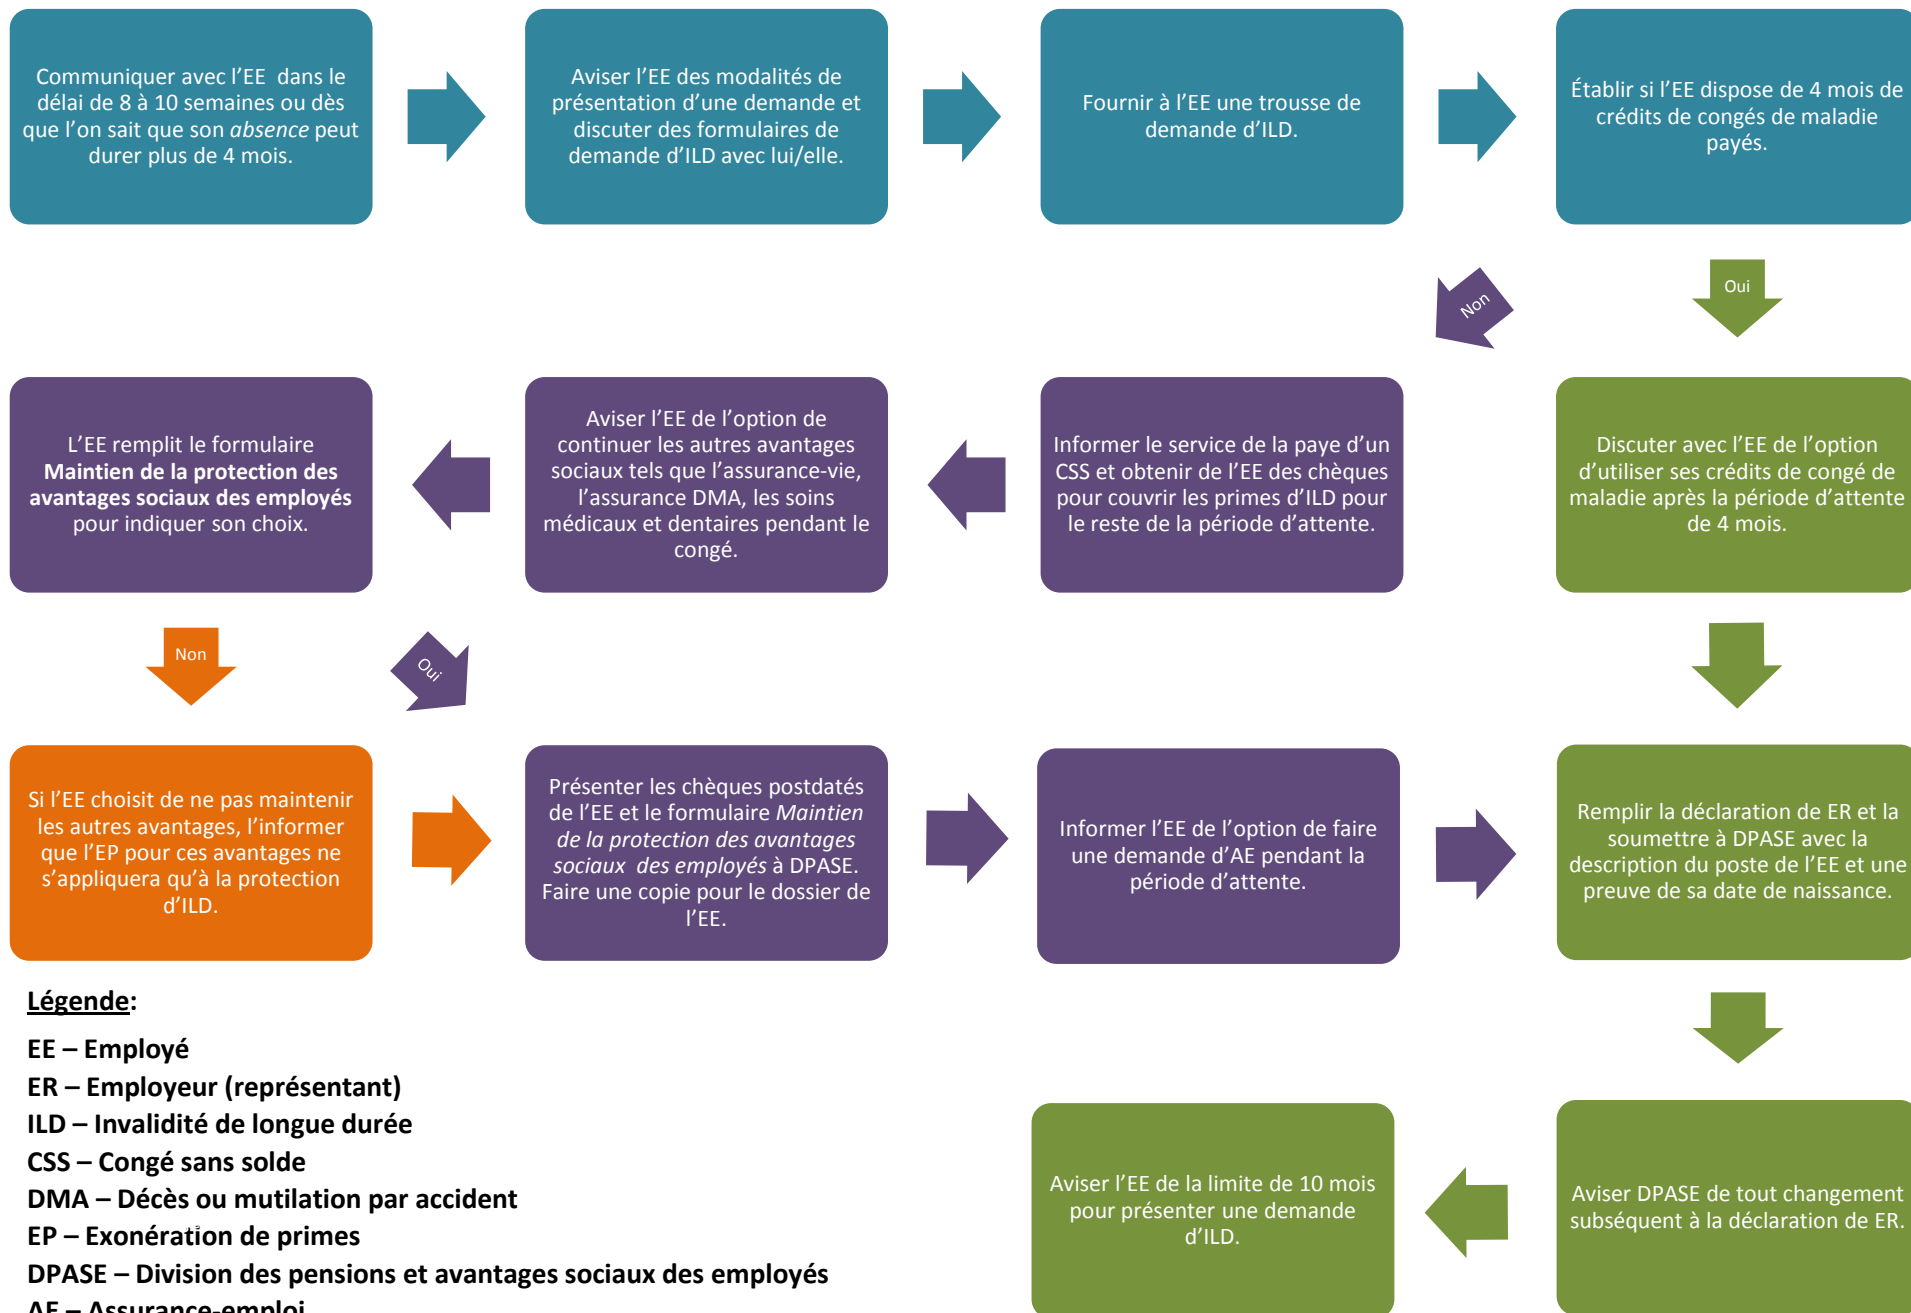 Communiquer avec l’EE dans le
délai de 8 à 10 semaines ou dès
que l’on sait que son absence peut
durer plus de 4 mois.
Aviser l’EE des modalités de
présentation d’une demande et
discuter des formulaires de
demande d’ILD avec lui/elle.
Fournir à l’EE une trousse de
demande d’ILD.
Établir si l’EE dispose de 4 mois de
crédits de congés de maladie
payés.
Non
Oui
L’EE remplit le formulaire
Maintien de la protection des
avantages sociaux des employés
pour indiquer son choix.
Aviser l’EE de l’option de
continuer les autres avantages
sociaux tels que l’assurance-vie,
l’assurance DMA, les soins
médicaux et dentaires pendant le
congé.
Informer le service de la paye d’un
CSS et obtenir de l’EE des chèques
pour couvrir les primes d’ILD pour
le reste de la période d’attente.
Discuter avec l’EE de l’option
d’utiliser ses crédits de congé de
maladie après la période d’attente
de 4 mois.
Non
Oui
Si l’EE choisit de ne pas maintenir
les autres avantages, l’informer
que l’EP pour ces avantages ne
s’appliquera qu’à la protection
d’ILD.
Présenter les chèques postdatés
de l’EE et le formulaire Maintien
de la protection des avantages
sociaux des employés à DPASE.
Faire une copie pour le dossier de
l’EE.
Informer l’EE de l’option de faire
une demande d’AE pendant la
période d’attente.
Remplir la déclaration de ER et la
soumettre à DPASE avec la
description du poste de l’EE et une
preuve de sa date de naissance.
Légende:
EE – Employé
ER – Employeur (représentant)
ILD – Invalidité de longue durée
CSS – Congé sans solde
DMA – Décès ou mutilation par accident
EP – Exonération de primes
DPASE – Division des pensions et avantages sociaux des employés
AE – Assurance-emploi
Aviser l’EE de la limite de 10 mois
pour présenter une demande
d’ILD.
Aviser DPASE de tout changement
subséquent à la déclaration de ER.